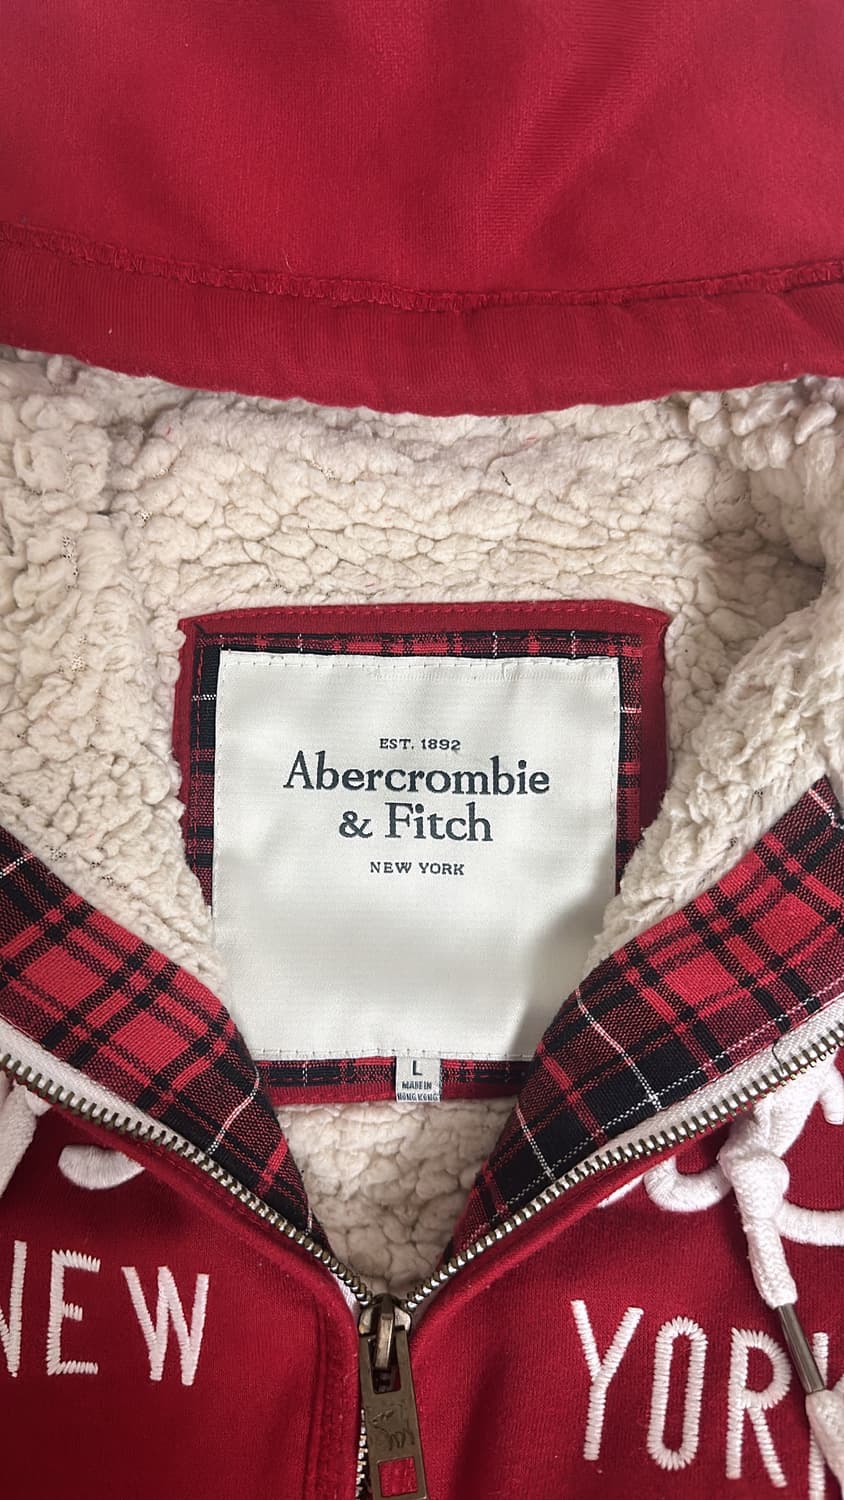 EST. 1892
Abercrombie
& Fitch
NEW YORK
L
MADE IN
HONG KONG
NEW YORK